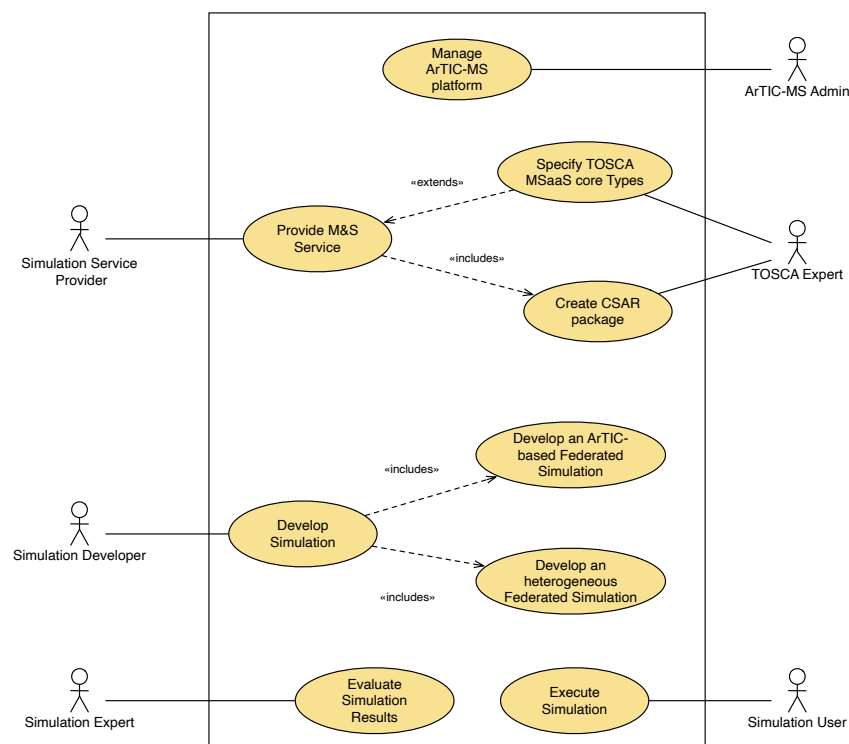 Manage
ArTIC-MS
platform
ArTIC-MS Admin
Specify TOSCA
MSaaS core Types
«extends»
Provide M&S
Service
Simulation Service
Provider
«includes»
TOSCA Expert
Create CSAR
package
Develop an ArTIC-
based Federated
Simulation
«includes»
Develop
Simulation
Simulation Developer
Develop an
heterogeneous
Federated Simulation
«includes»
Evaluate
Simulation
Results
Execute
Simulation
Simulation Expert
Simulation User